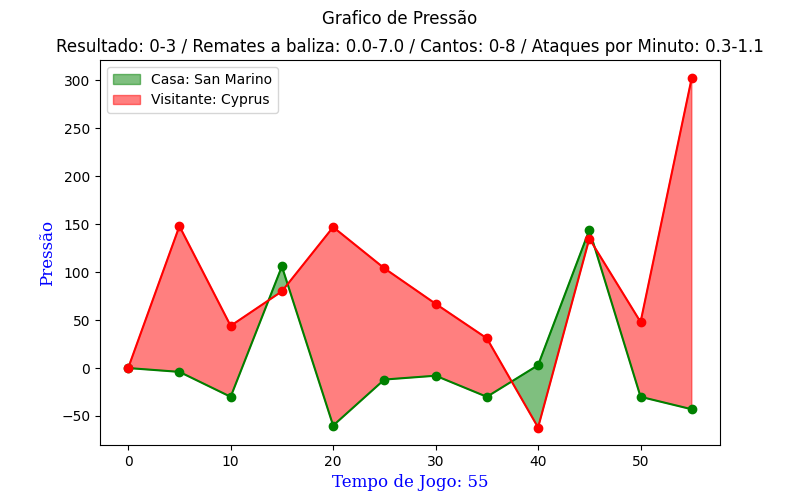 Grafico de Pressão
Resultado: 0-3 / Remates a baliza: 0.0-7.0 / Cantos: 0-8 / Ataques por Minuto: 0.3-1.1
Casa: San Marino
Visitante: Cyprus
Pressão
300
250
200
150
100
50
0
−50
0 10 20 30 40 50
Tempo de Jogo: 55